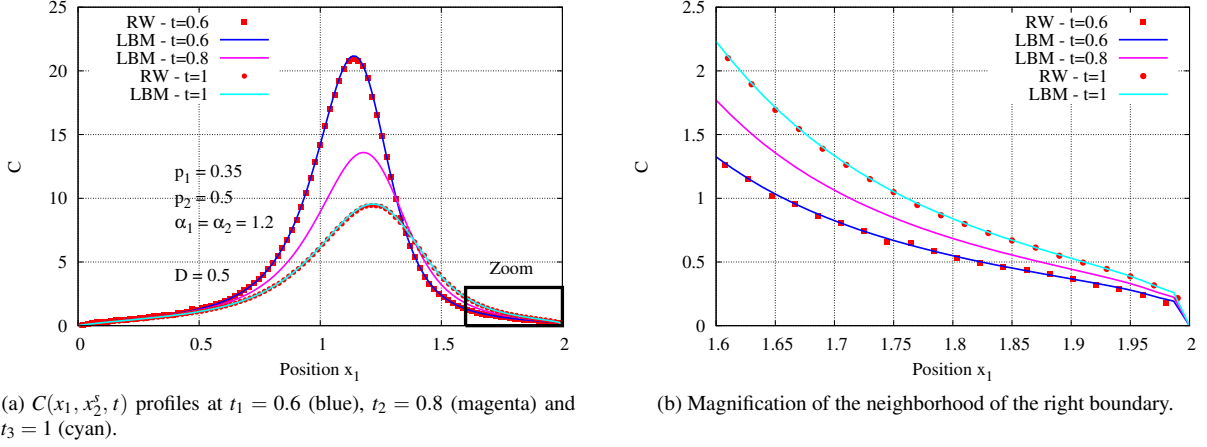 25
20
15
10
5
0
C
RW - t=0.6
LBM - t=0.6
LBM - t=0.8
RW - t=1
LBM - t=1
p₁ = 0.35
p₂ = 0.5
α₁ = α₂ = 1.2
D = 0.5
Zoom
0 0.5 1 1.5 2
Position x₁
(a) C(x₁, x₂ˢ, t) profiles at t₁ = 0.6 (blue), t₂ = 0.8 (magenta) and
t₃ = 1 (cyan).
2.5
2
1.5
1
0.5
0
C
RW - t=0.6
LBM - t=0.6
LBM - t=0.8
RW - t=1
LBM - t=1
1.6 1.65 1.7 1.75 1.8 1.85 1.9 1.95 2
Position x₁
(b) Magnification of the neighborhood of the right boundary.